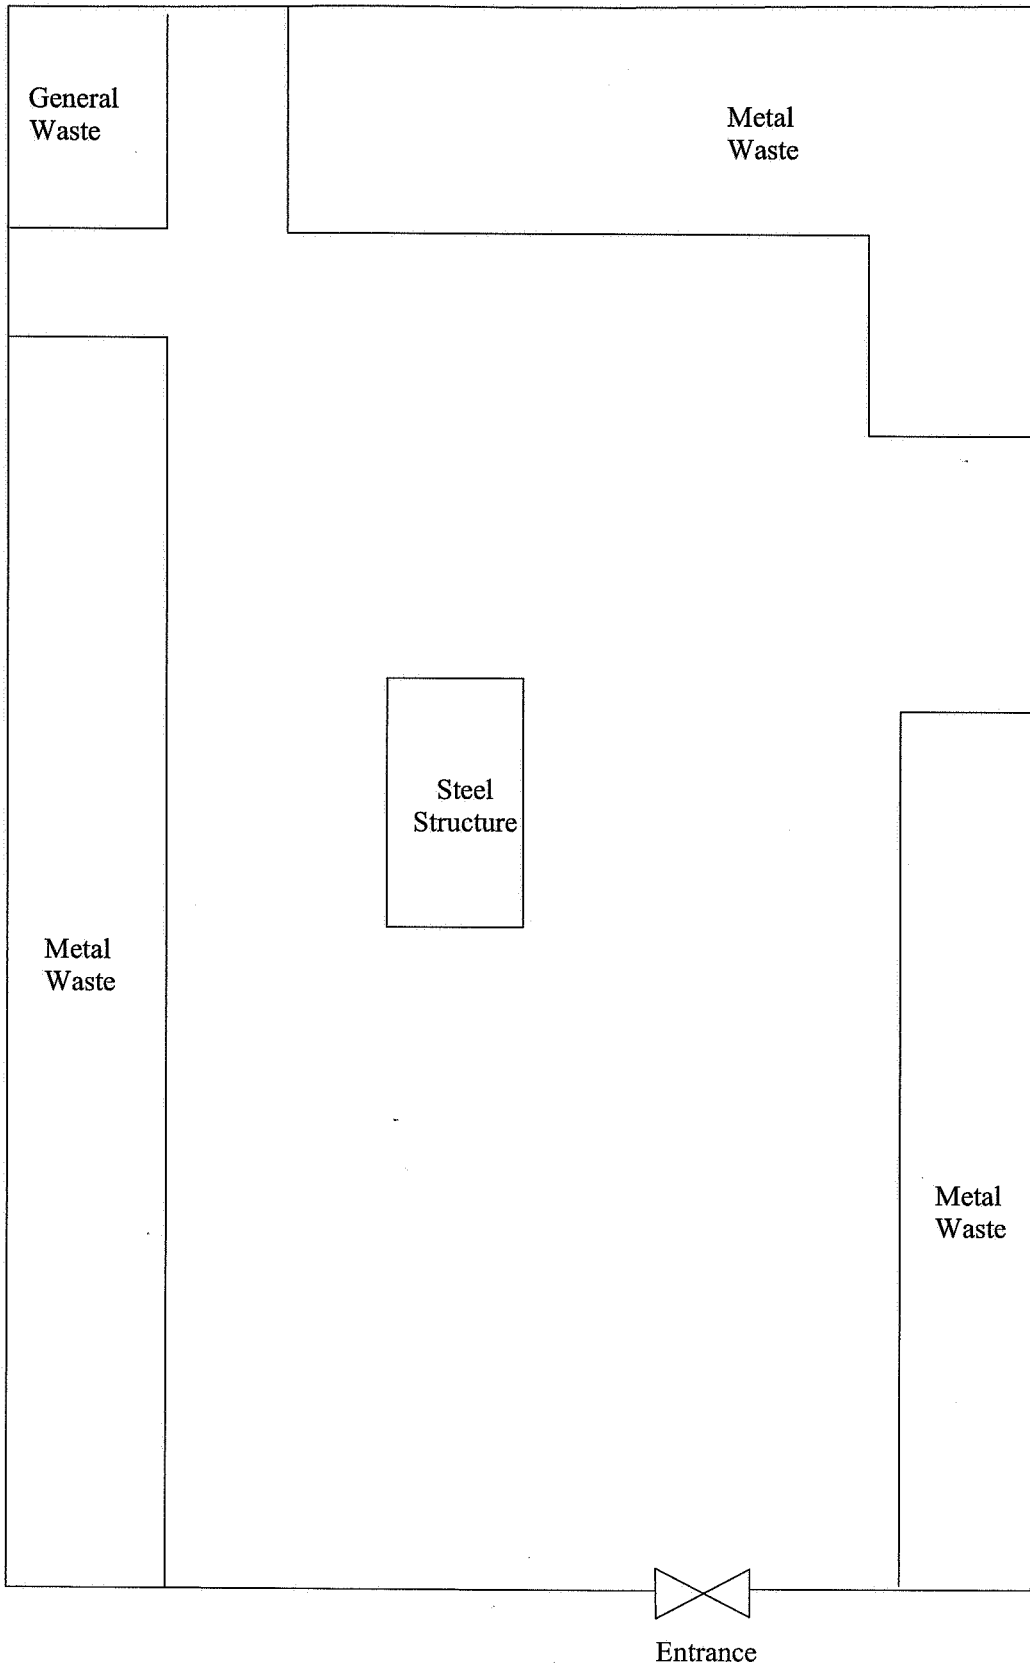 General
Waste
Metal
Waste
Steel
Structure
Metal
Waste
Metal
Waste
Entrance